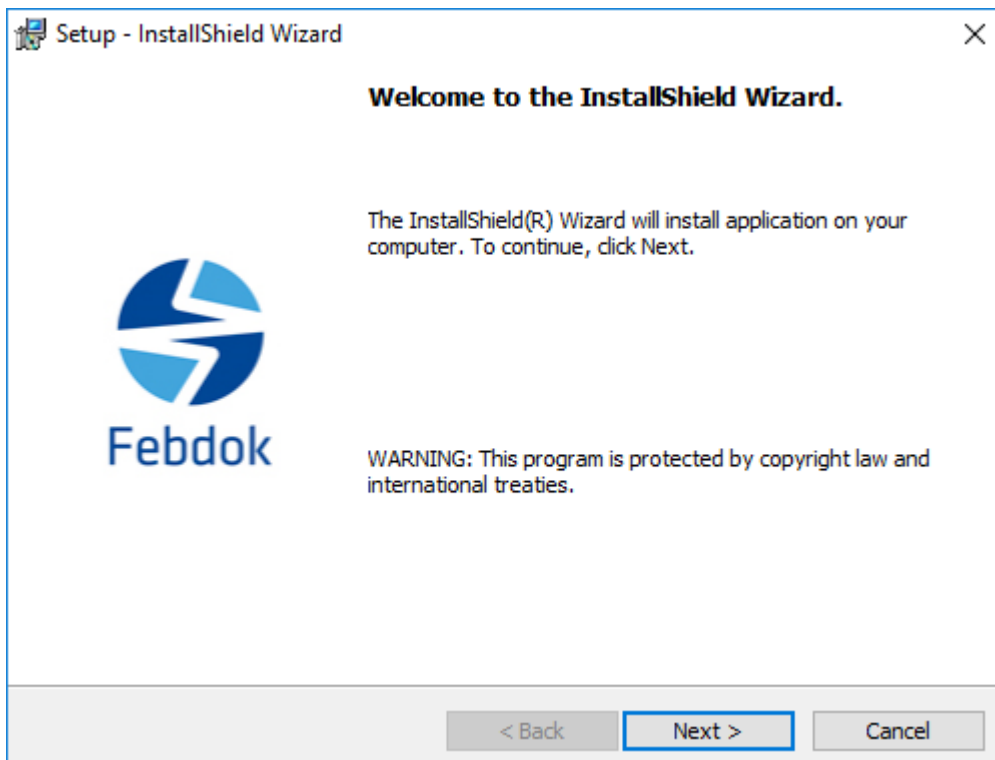 Setup - InstallShield Wizard
Welcome to the InstallShield Wizard.
The InstallShield(R) Wizard will install application on your
computer. To continue, click Next.
Febdok
WARNING: This program is protected by copyright law and
international treaties.
< Back
Next >
Cancel